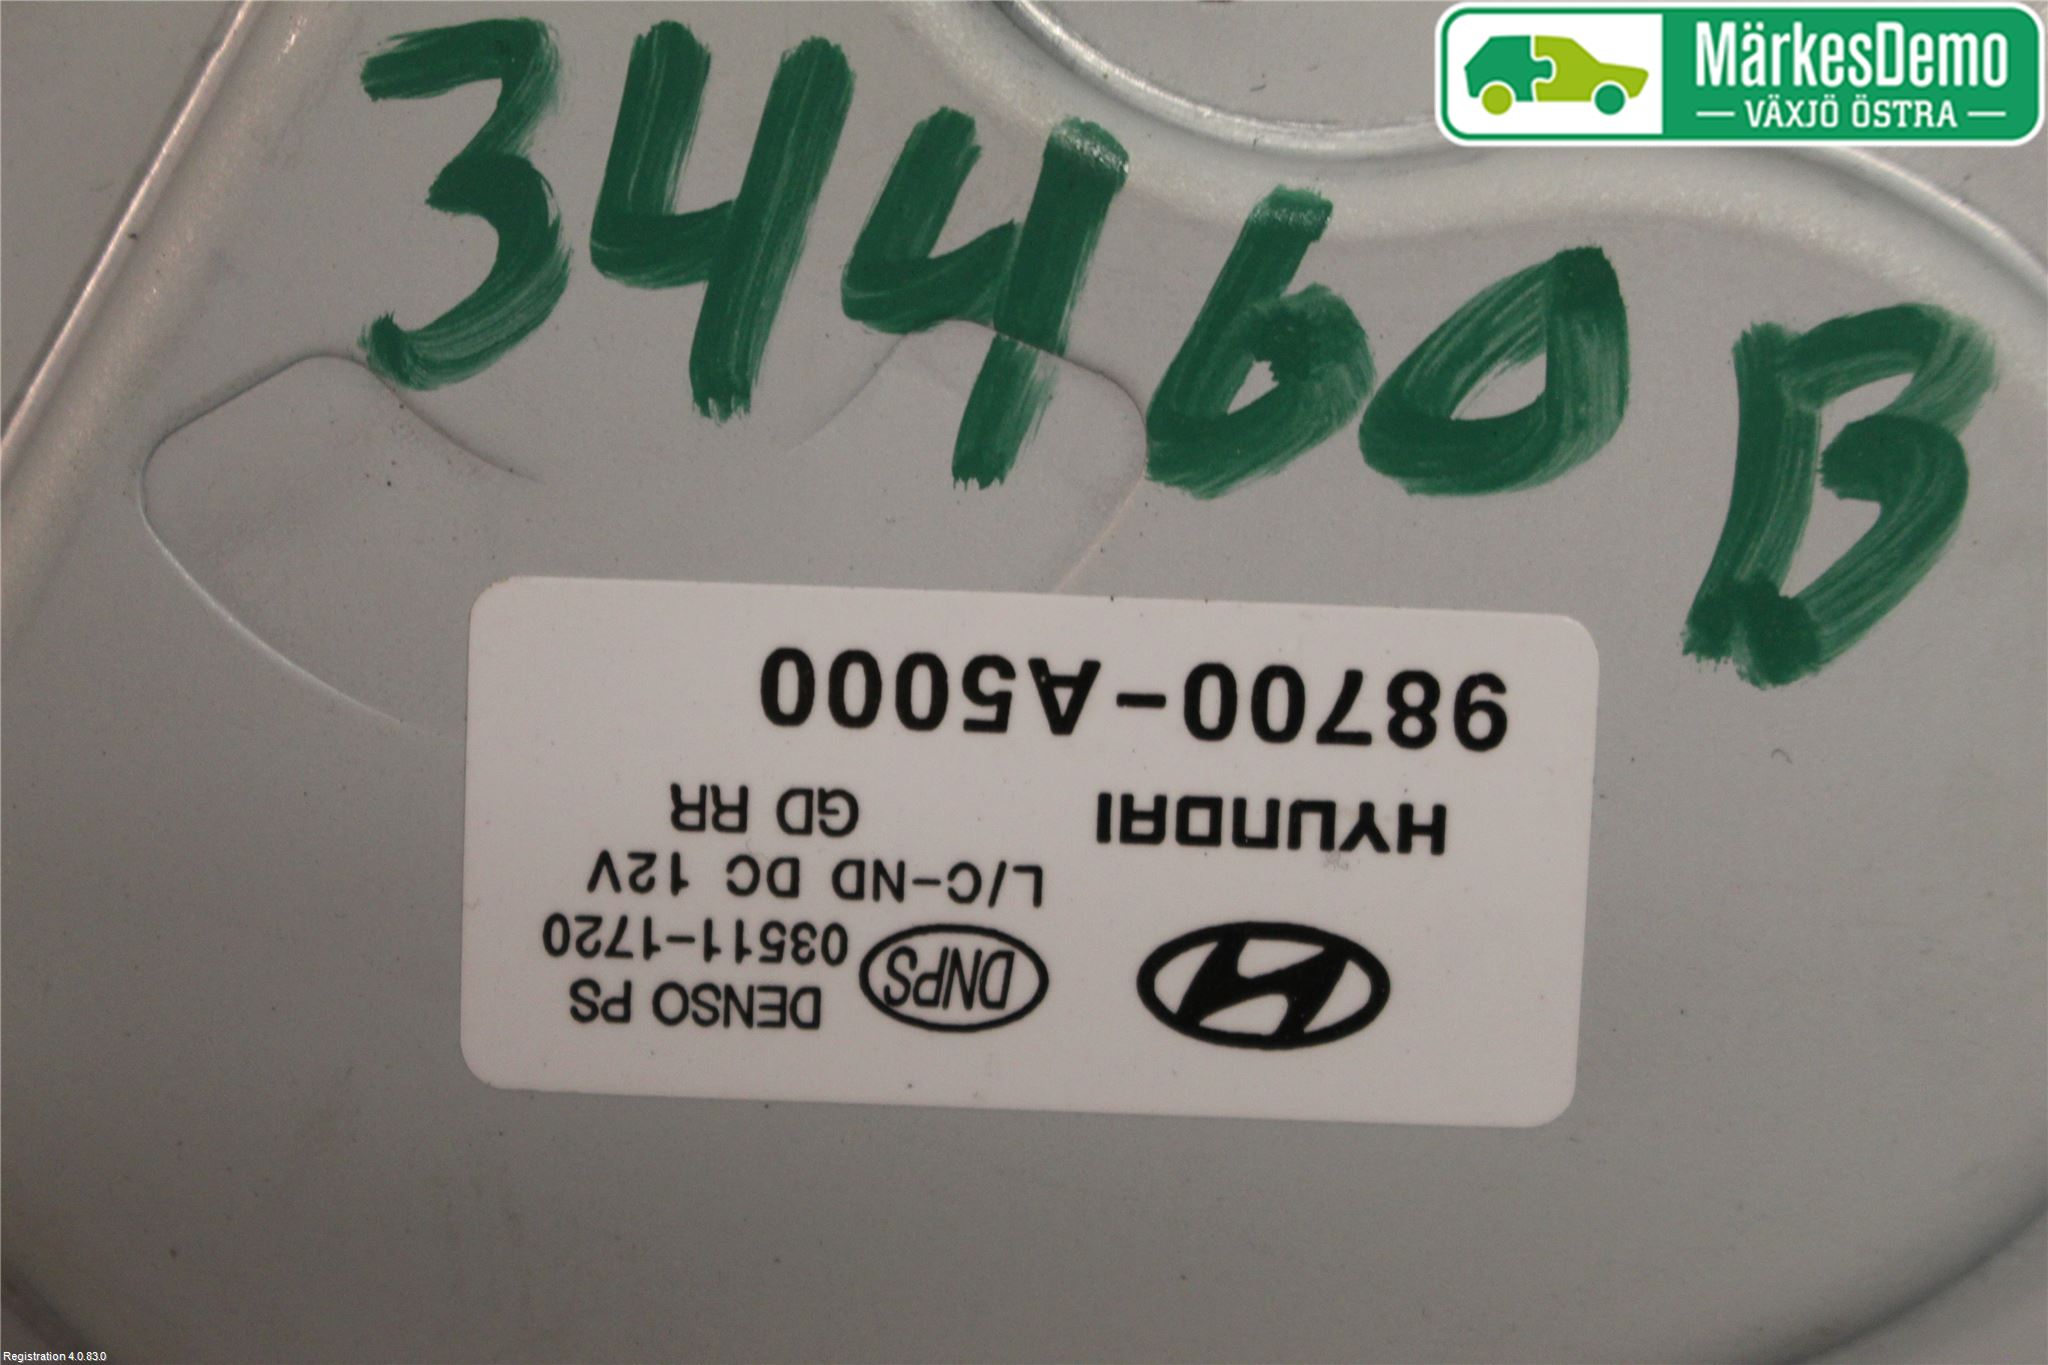 MärkesDemo
VÄXJÖ ÖSTRA
34460 B
98700-A5000
HYUNDAI
GD RR
L/C-ND DC 12V
DNPS
03511-1720
DENSO PS
Registration 4.0.83.0